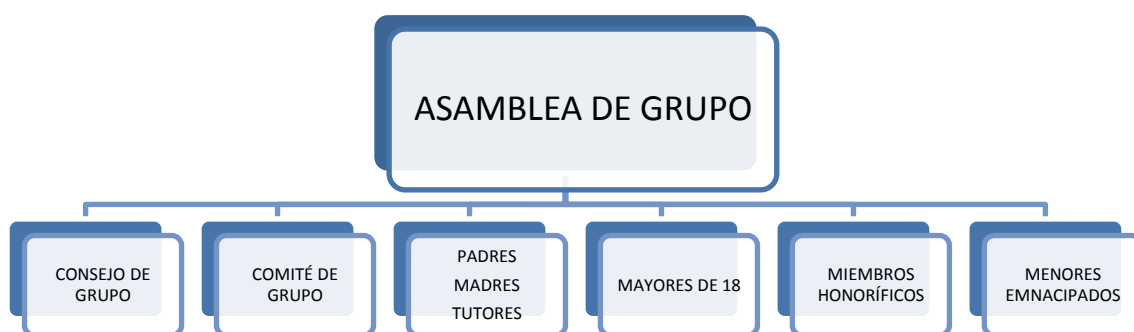 ASAMBLEA DE GRUPO
CONSEJO DE
GRUPO
COMITÉ DE
GRUPO
PADRES
MADRES
TUTORES
MAYORES DE 18
MIEMBROS
HONORÍFICOS
MENORES
EMNACIPADOS